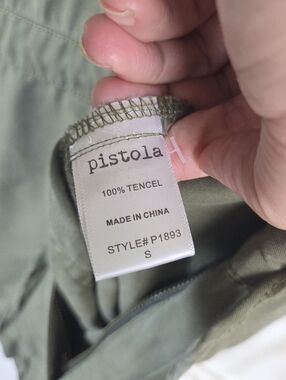 pistola
100% TENCEL
MADE IN CHINA
STYLE# P1893
S